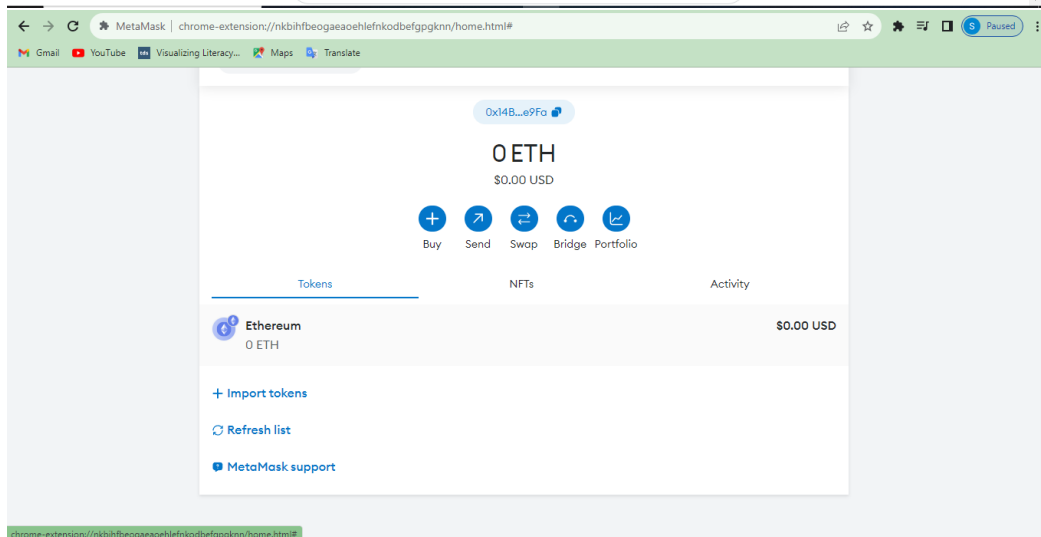 MetaMask | chrome-extension://nkbihfbeogaeaoehlefnkodbefgpgknn/home.html#
S Paused
Gmail YouTube tds Visualizing Literacy... Maps Translate
0x14B...e9Fa
0 ETH
$0.00 USD
Buy Send Swap Bridge Portfolio
Tokens NFTs Activity
Ethereum $0.00 USD
0 ETH
+ Import tokens
Refresh list
MetaMask support
chrome-extension://nkbihfbeogaeaoehlefnkodbefgpgknn/home.html#